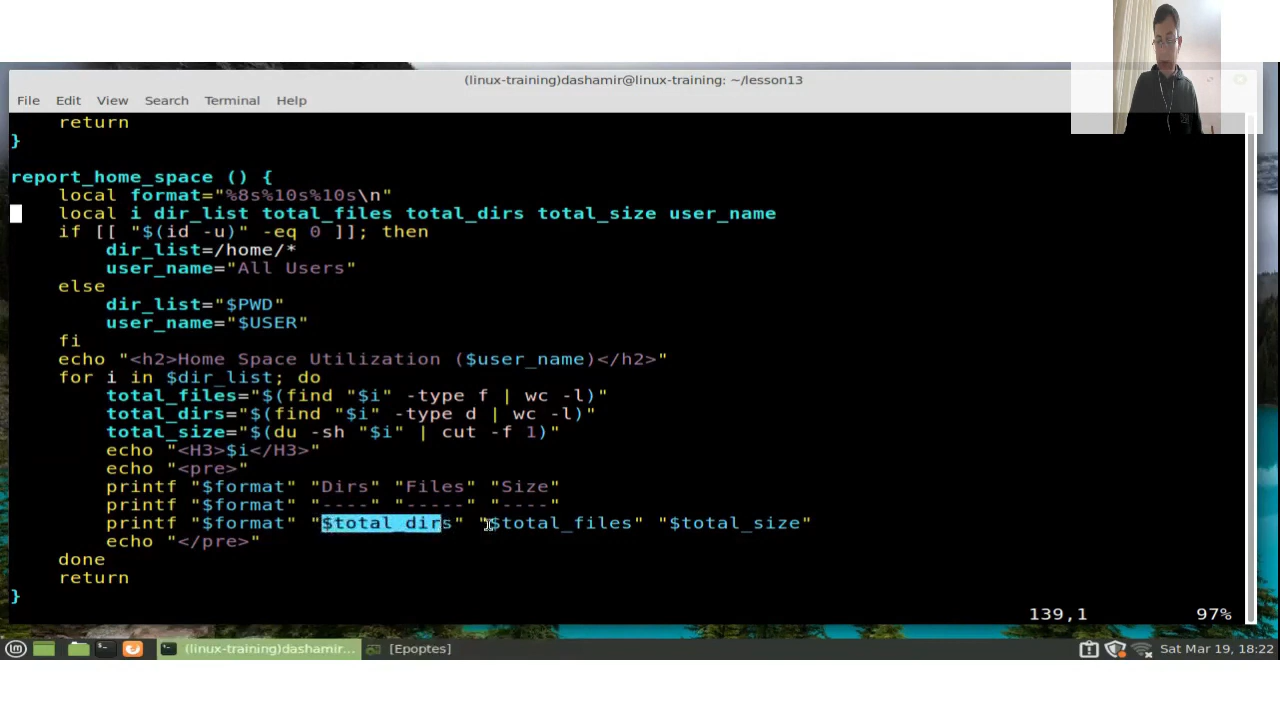 (linux-training)dashamir@linux-training: ~/lesson13
File Edit View Search Terminal Help
    return
}
report_home_space () {
    local format="%8s%10s%10s\n"
    local i dir_list total_files total_dirs total_size user_name
    if [[ "$(id -u)" -eq 0 ]]; then
        dir_list=/home/*
        user_name="All Users"
    else
        dir_list="$PWD"
        user_name="$USER"
    fi
    echo "<h2>Home Space Utilization ($user_name)</h2>"
    for i in $dir_list; do
        total_files="$(find "$i" -type f | wc -l)"
        total_dirs="$(find "$i" -type d | wc -l)"
        total_size="$(du -sh "$i" | cut -f 1)"
        echo "<H3>$i</H3>"
        echo "<pre>"
        printf "$format" "Dirs" "Files" "Size"
        printf "$format" "----" "-----" "----"
        printf "$format" "$total_dirs" "$total_files" "$total_size"
        echo "</pre>"
    done
    return
}
139,1 97%
(linux-training)dashamir... [Epoptes] Sat Mar 19, 18:22